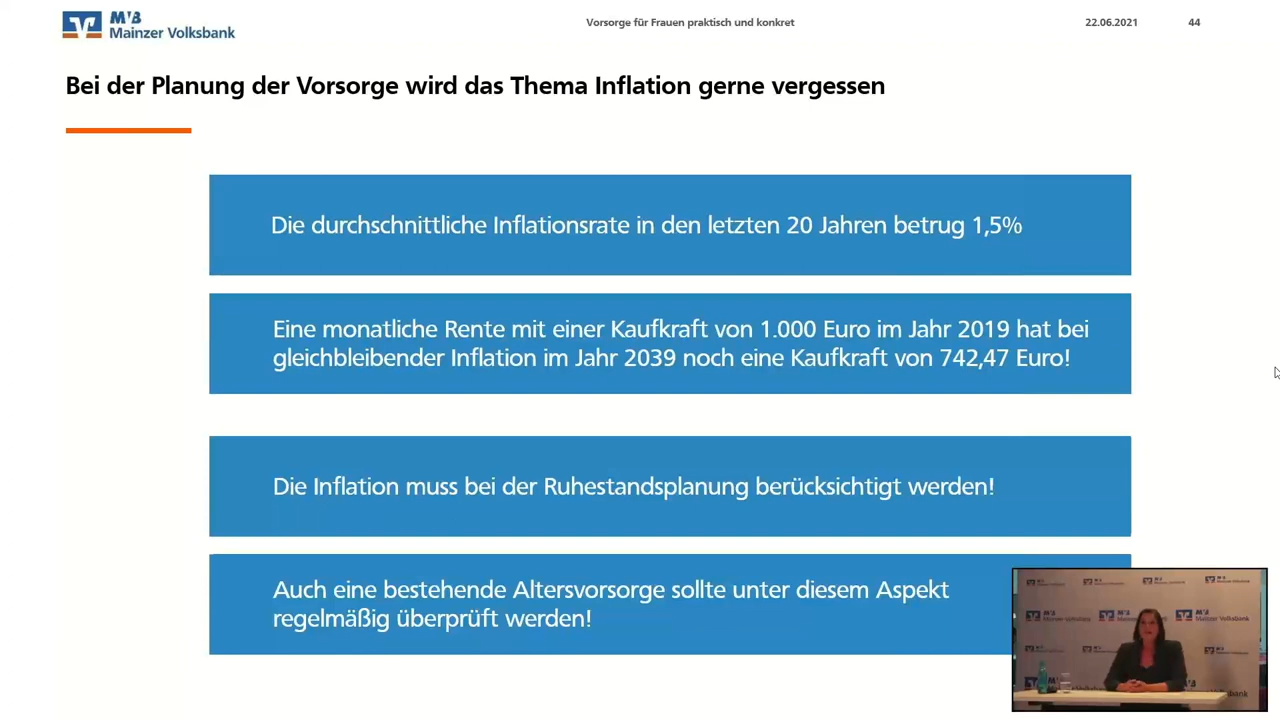 MVB
Mainzer Volksbank
Vorsorge für Frauen praktisch und konkret
22.06.2021
44
Bei der Planung der Vorsorge wird das Thema Inflation gerne vergessen
Die durchschnittliche Inflationsrate in den letzten 20 Jahren betrug 1,5%
Eine monatliche Rente mit einer Kaufkraft von 1.000 Euro im Jahr 2019 hat bei
gleichbleibender Inflation im Jahr 2039 noch eine Kaufkraft von 742,47 Euro!
Die Inflation muss bei der Ruhestandsplanung berücksichtigt werden!
Auch eine bestehende Altersvorsorge sollte unter diesem Aspekt
regelmäßig überprüft werden!
MVB
Mainzer Volksbank